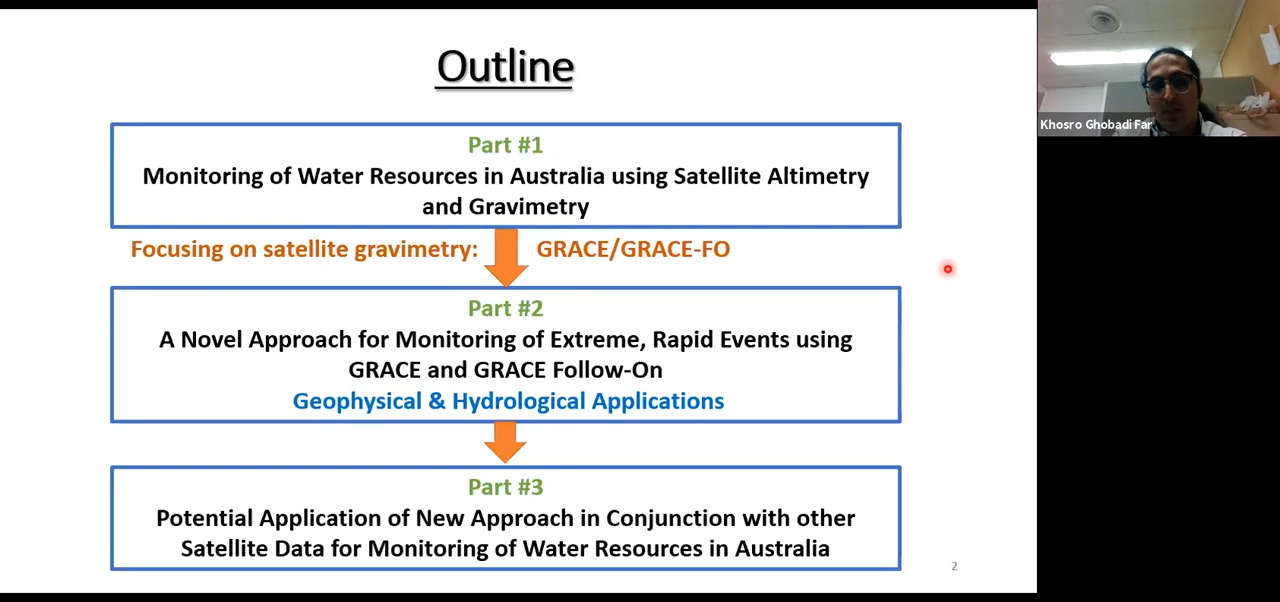 Outline
Part #1
Monitoring of Water Resources in Australia using Satellite Altimetry
and Gravimetry
Focusing on satellite gravimetry: GRACE/GRACE-FO
Part #2
A Novel Approach for Monitoring of Extreme, Rapid Events using
GRACE and GRACE Follow-On
Geophysical & Hydrological Applications
Part #3
Potential Application of New Approach in Conjunction with other
Satellite Data for Monitoring of Water Resources in Australia
2
Khosro Ghobadi Far